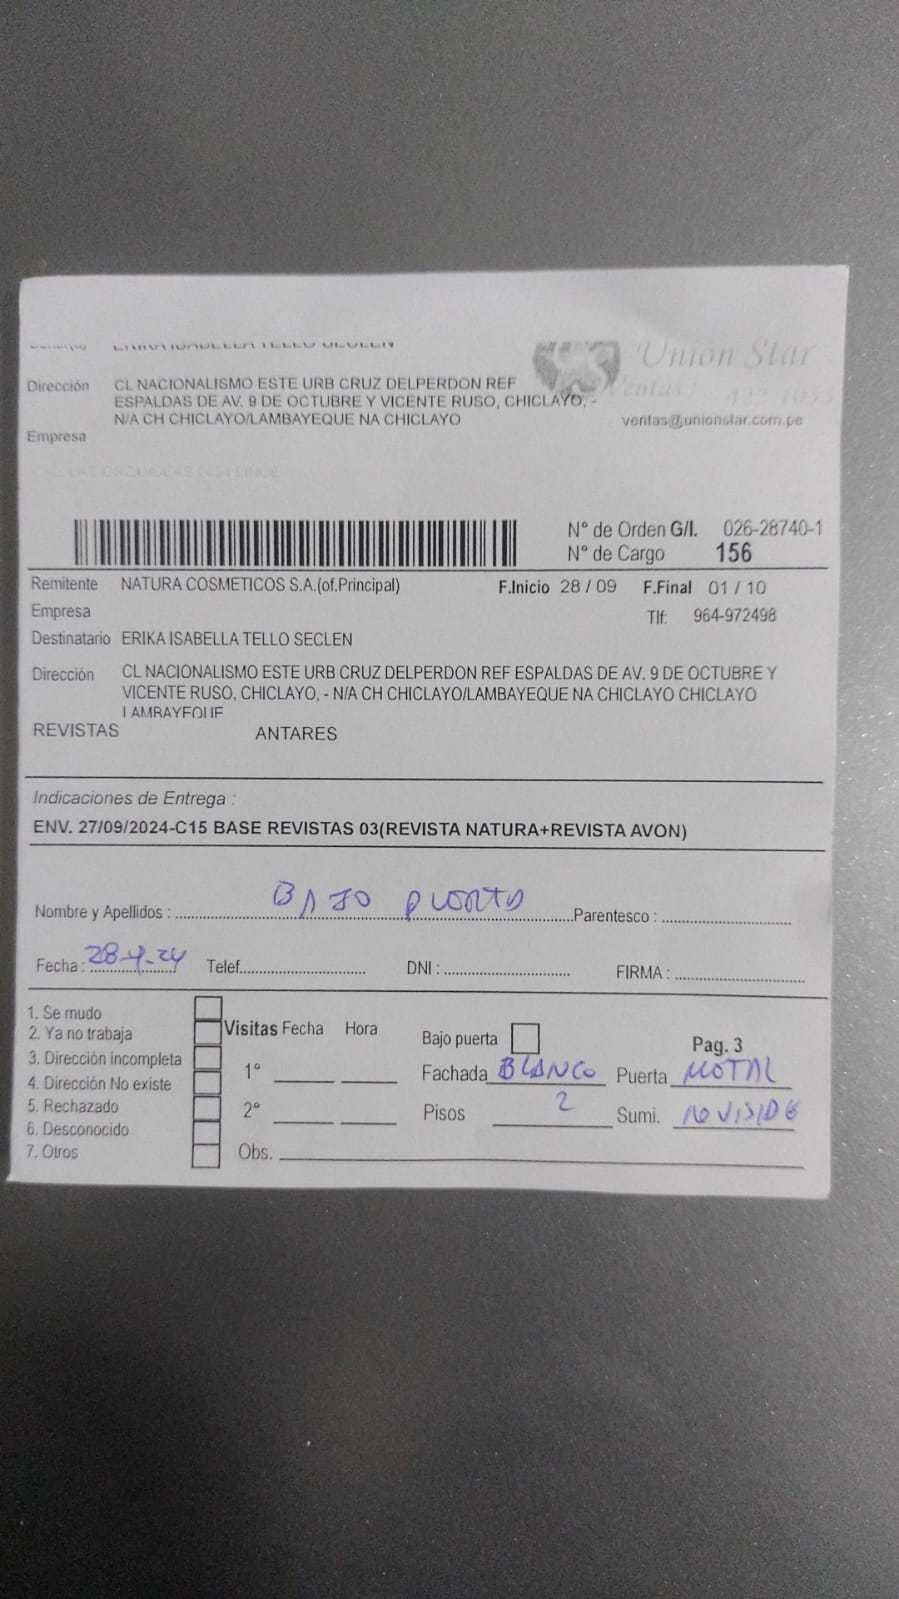 ERIKA ISABELLA TELLO SECLEN
Union Star
Dirección CL NACIONALISMO ESTE URB CRUZ DELPERDON REF
ESPALDAS DE AV. 9 DE OCTUBRE Y VICENTE RUSO, CHICLAYO, -
N/A CH CHICLAYO/LAMBAYEQUE NA CHICLAYO
ventas@unionstar.com.pe
Empresa
N° de Orden G/I. 026-28740-1
N° de Cargo 156
Remitente NATURA COSMETICOS S.A.(of.Principal) F.Inicio 28 / 09 F.Final 01 / 10
Empresa Tlf: 964-972498
Destinatario ERIKA ISABELLA TELLO SECLEN
Dirección CL NACIONALISMO ESTE URB CRUZ DELPERDON REF ESPALDAS DE AV. 9 DE OCTUBRE Y
VICENTE RUSO, CHICLAYO, - N/A CH CHICLAYO/LAMBAYEQUE NA CHICLAYO CHICLAYO
LAMBAYEQUE
REVISTAS ANTARES
Indicaciones de Entrega :
ENV. 27/09/2024-C15 BASE REVISTAS 03(REVISTA NATURA+REVISTA AVON)
Nombre y Apellidos : BAJO PUERTA Parentesco :
Fecha : Telef. DNI : FIRMA :
1. Se mudo
2. Ya no trabaja
3. Dirección incompleta
4. Dirección No existe
5. Rechazado
6. Desconocido
7. Otros
Visitas Fecha Hora
1°
2°
Obs.
Bajo puerta Pag. 3
Fachada BLANCO Puerta METAL
Pisos 2 Sumi. NO VISIBLE